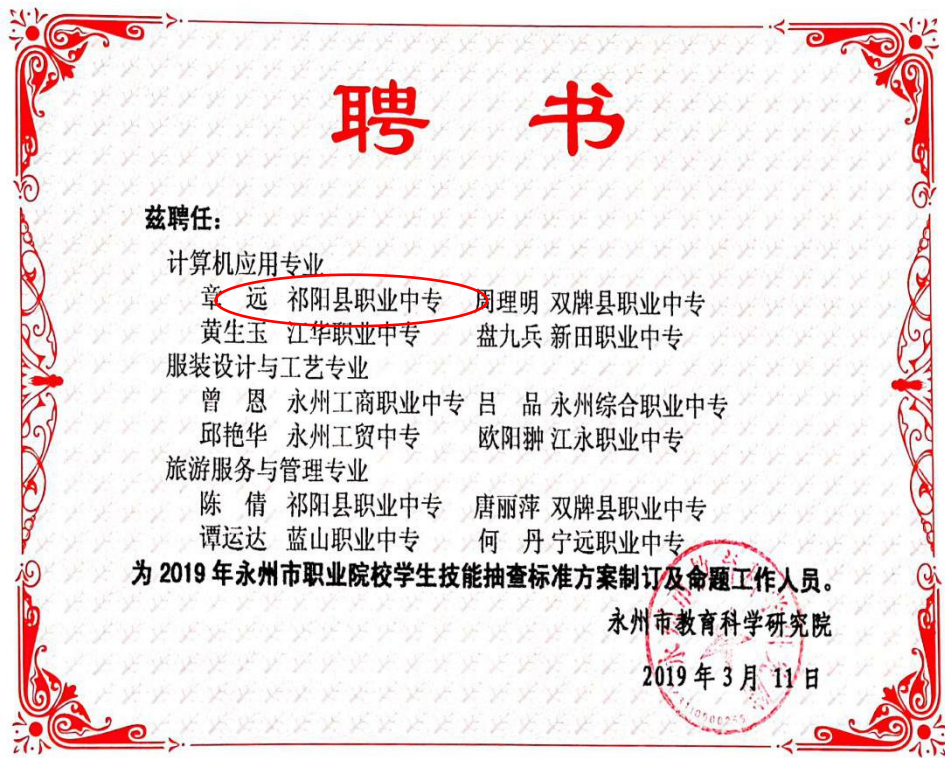 聘 书
兹聘任：
计算机应用专业
章 远 祁阳县职业中专 周理明 双牌县职业中专
黄生玉 江华职业中专 盘九兵 新田职业中专
服装设计与工艺专业
曾 恩 永州工商职业中专 吕 品 永州综合职业中专
邱艳华 永州工贸中专 欧阳翀 江永职业中专
旅游服务与管理专业
陈 倩 祁阳县职业中专 唐丽萍 双牌县职业中专
谭运达 蓝山职业中专 何 丹 宁远职业中专
为 2019 年永州市职业院校学生技能抽查标准方案制订及命题工作人员。
永州市教育科学研究院
2019 年 3 月 11 日